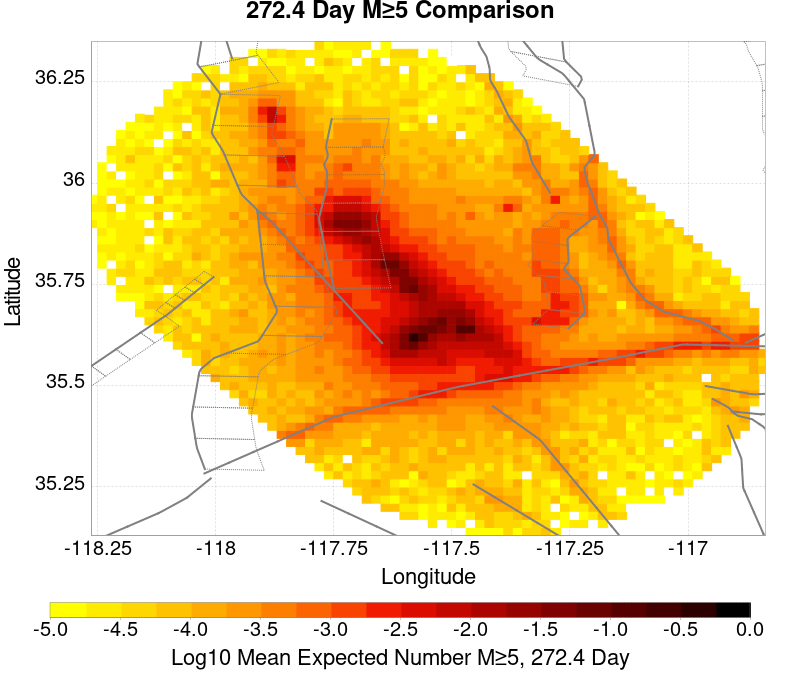 272.4 Day M≥5 Comparison
36.25
36
35.75
35.5
35.25
Latitude
-118.25 -118 -117.75 -117.5 -117.25 -117
Longitude
-5.0 -4.5 -4.0 -3.5 -3.0 -2.5 -2.0 -1.5 -1.0 -0.5 0.0
Log10 Mean Expected Number M≥5, 272.4 Day